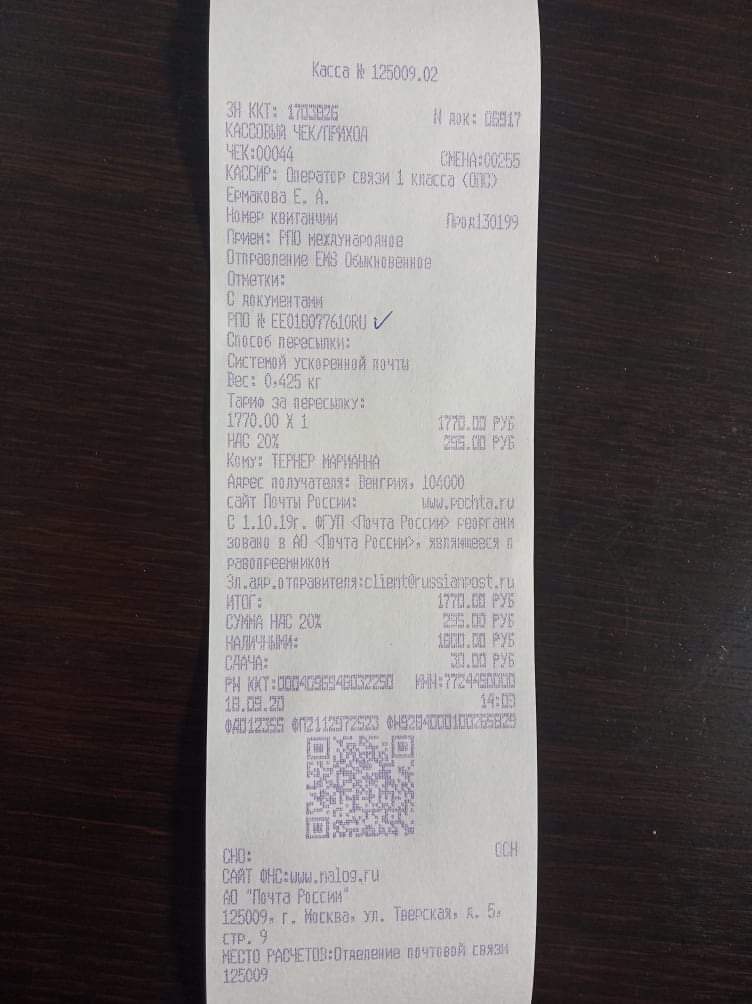 Касса № 125009.02
ЗН ККТ: 1703826 N док: 06917
КАССОВЫЙ ЧЕК/ПРИХОД
ЧЕК:00044 СМЕНА:00255
КАССИР: Оператор связи 1 класса (ОПС)
Ермакова Е. А.
Номер квитанции Прод130199
Прием: РПО международное
Отправление EMS Обыкновенное
Отметки:
С документами
РПО № EE018077610RU
Способ пересылки:
Системой ускоренной почты
Вес: 0,425 кг
Тариф за пересылку:
1770.00 X 1 1770.00 РУБ
НДС 20% 295.00 РУБ
Кому: ТЕРНЕР МАРИАННА
Адрес получателя: Венгрия, 104000
сайт Почты России: www.pochta.ru
С 1.10.19г. ФГУП <Почта России> реоргани
зовано в АО <Почта России>, являющееся п
равопреемником
Эл.адр.отправителя:client@russianpost.ru
ИТОГ: 1770.00 РУБ
СУММА НДС 20% 295.00 РУБ
НАЛИЧНЫМИ: 1800.00 РУБ
СДАЧА: 30.00 РУБ
РН ККТ: ИНН:7724490000
18.09.20 14:03
ФД012355 ФП2112972523
СНО: ОСН
САЙТ ФНС:www.nalog.ru
АО "Почта России"
125009, г. Москва, ул. Тверская, д. 5,
стр. 9
МЕСТО РАСЧЕТОВ:Отделение почтовой связи
125009